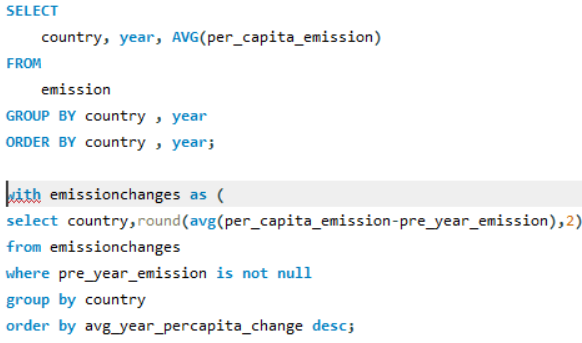 SELECT
    country, year, AVG(per_capita_emission)
FROM
    emission
GROUP BY country , year
ORDER BY country , year;

with emissionchanges as (
select country,round(avg(per_capita_emission-pre_year_emission),2)
from emissionchanges
where pre_year_emission is not null
group by country
order by avg_year_percapita_change desc;